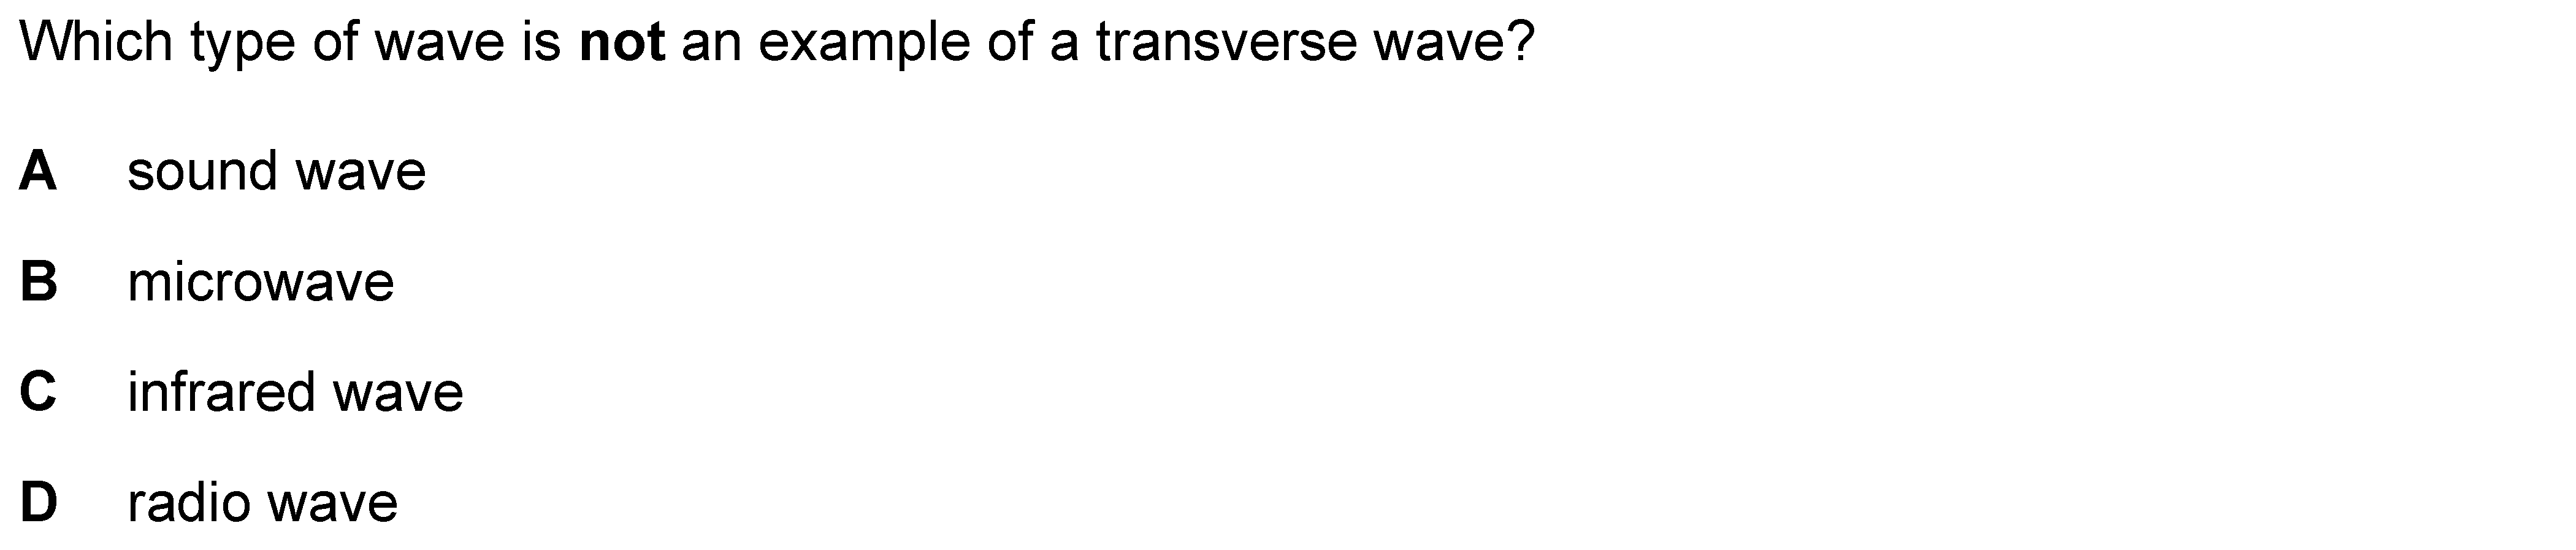 Which type of wave is not an example of a transverse wave?
A sound wave
B microwave
C infrared wave
D radio wave